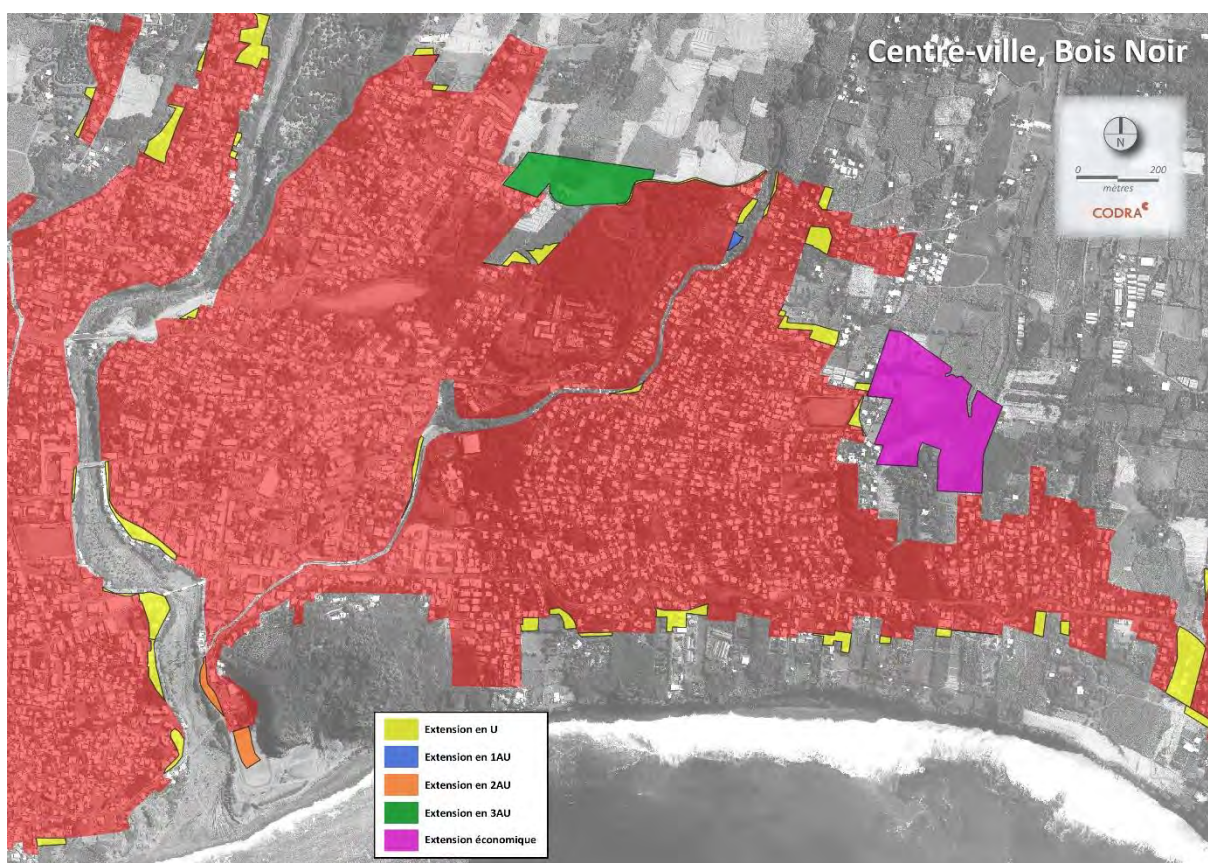 Centre-ville, Bois Noir
N
0 200
mètres
CODRA
Extension en U
Extension en 1AU
Extension en 2AU
Extension en 3AU
Extension économique